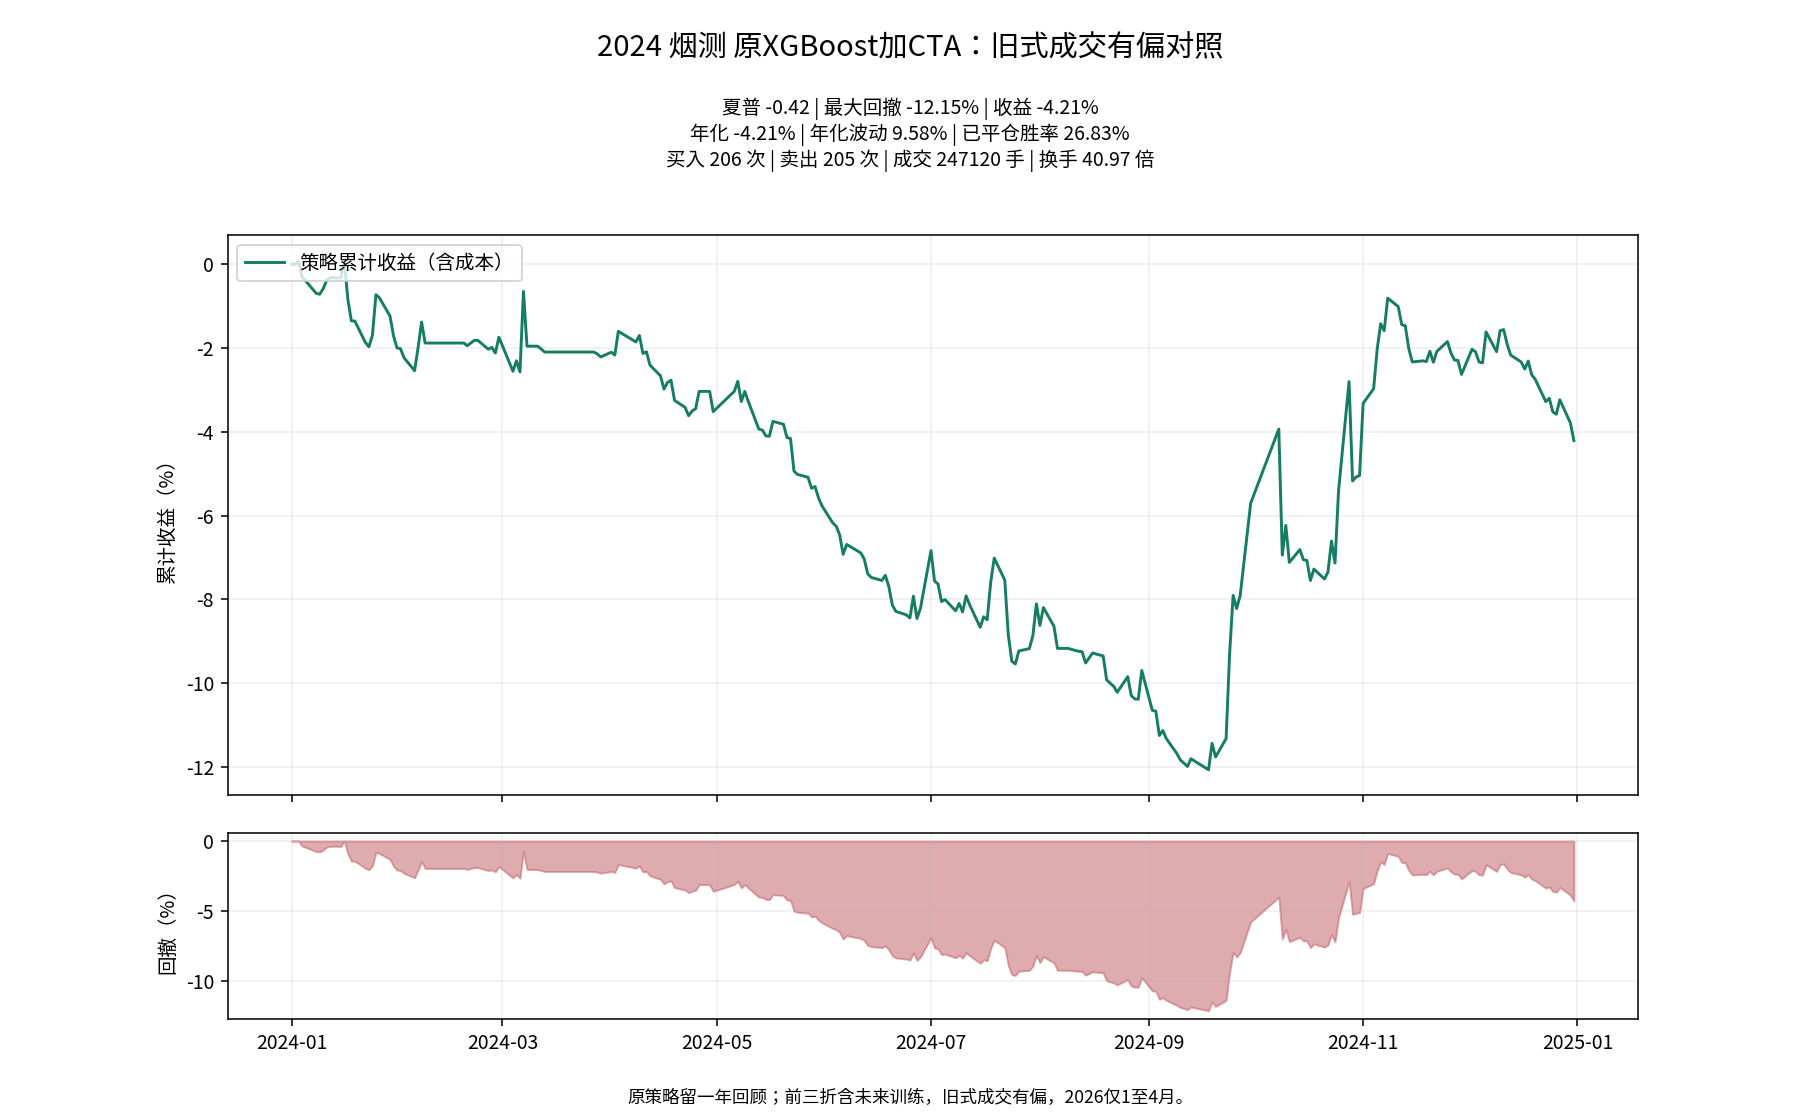 2024 烟测 原XGBoost加CTA：旧式成交有偏对照
夏普 -0.42 | 最大回撤 -12.15% | 收益 -4.21%
年化 -4.21% | 年化波动 9.58% | 已平仓胜率 26.83%
买入 206 次 | 卖出 205 次 | 成交 247120 手 | 换手 40.97 倍
策略累计收益（含成本）
累计收益（%）
0
-2
-4
-6
-8
-10
-12
回撤（%）
0
-5
-10
2024-01
2024-03
2024-05
2024-07
2024-09
2024-11
2025-01
原策略留一年回顾；前三折含未来训练，旧式成交有偏，2026仅1至4月。